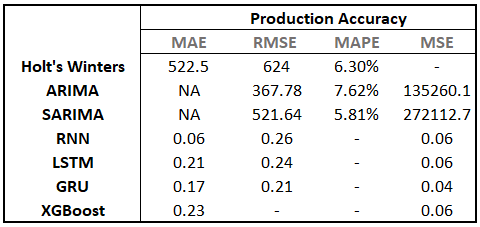 Production Accuracy
MAE RMSE MAPE MSE
Holt's Winters 522.5 624 6.30% -
ARIMA NA 367.78 7.62% 135260.1
SARIMA NA 521.64 5.81% 272112.7
RNN 0.06 0.26 - 0.06
LSTM 0.21 0.24 - 0.06
GRU 0.17 0.21 - 0.04
XGBoost 0.23 - - 0.06